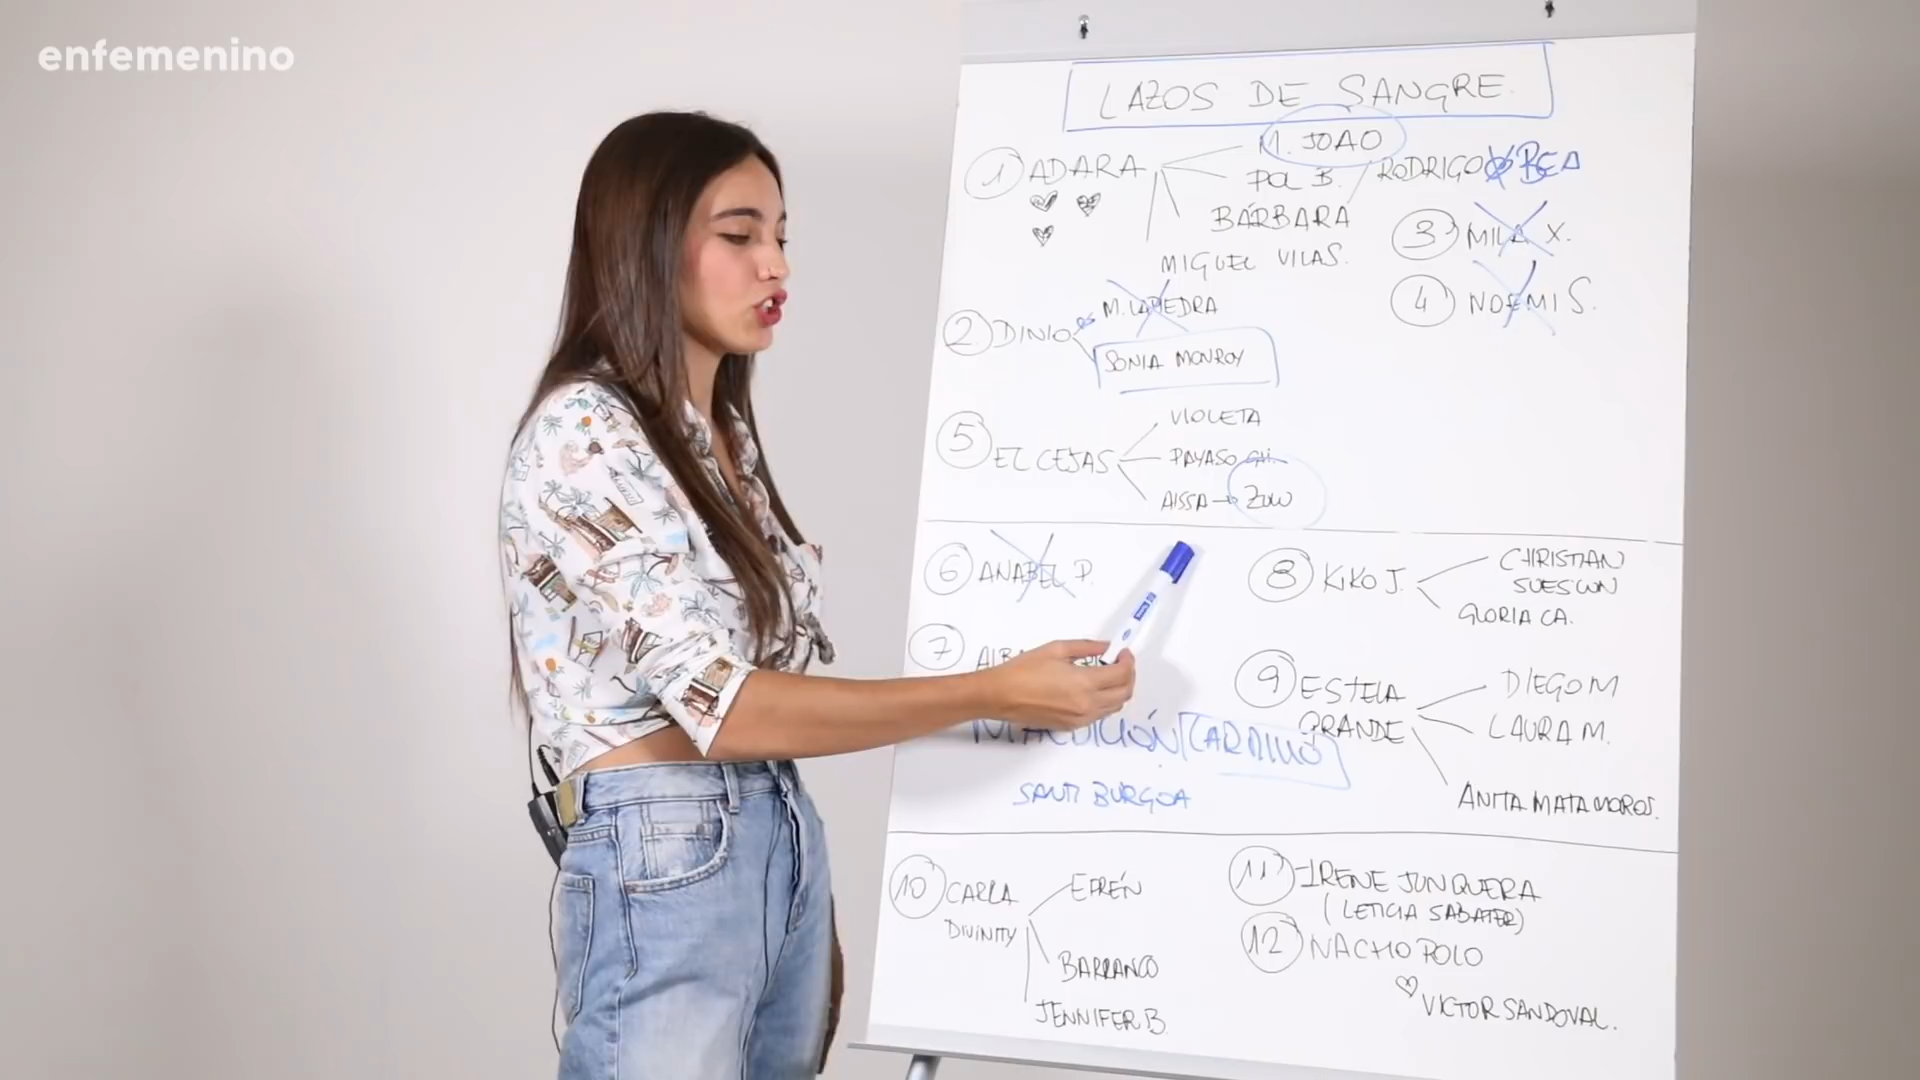 enfemenino
LAZOS DE SANGRE
1 ADARA
M. JOAO
POL B.
RODRIGO
BEA
BÁRBARA
MIGUEL VILAS.
3 MILA X.
4 NOEMI S.
2 DINIO
M. LAPIEDRA
SONIA MONROY
5 EL CEJAS
VIOLETA
PAYASO
AISSA
6 ANABEL P.
8 KIKO J.
CHRISTIAN
SUESCUN
GLORIA CA.
7
MALDICIÓN
SANTI BURGOA
9 ESTELA
GRANDE
DIEGO M
LAURA M.
ANITA MATAMOROS.
10 CARLA
DIVINITY
EFRÉN
BARRANCO
JENNIFER B.
11 IRENE JUNQUERA
(LETICIA SABATER)
12 NACHO POLO
VICTOR SANDOVAL.